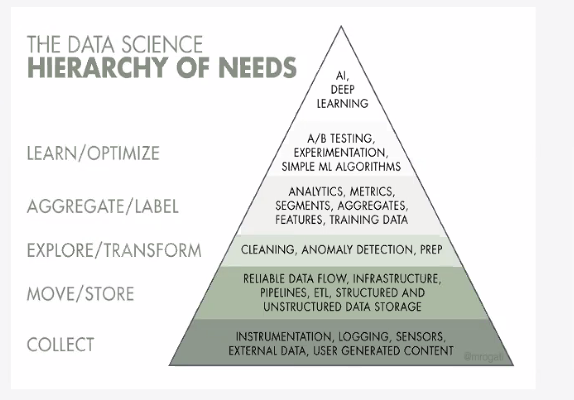 THE DATA SCIENCE
HIERARCHY OF NEEDS
AI,
DEEP
LEARNING
LEARN/OPTIMIZE
A/B TESTING,
EXPERIMENTATION,
SIMPLE ML ALGORITHMS
AGGREGATE/LABEL
ANALYTICS, METRICS,
SEGMENTS, AGGREGATES,
FEATURES, TRAINING DATA
EXPLORE/TRANSFORM
CLEANING, ANOMALY DETECTION, PREP
MOVE/STORE
RELIABLE DATA FLOW, INFRASTRUCTURE,
PIPELINES, ETL, STRUCTURED AND
UNSTRUCTURED DATA STORAGE
COLLECT
INSTRUMENTATION, LOGGING, SENSORS,
EXTERNAL DATA, USER GENERATED CONTENT